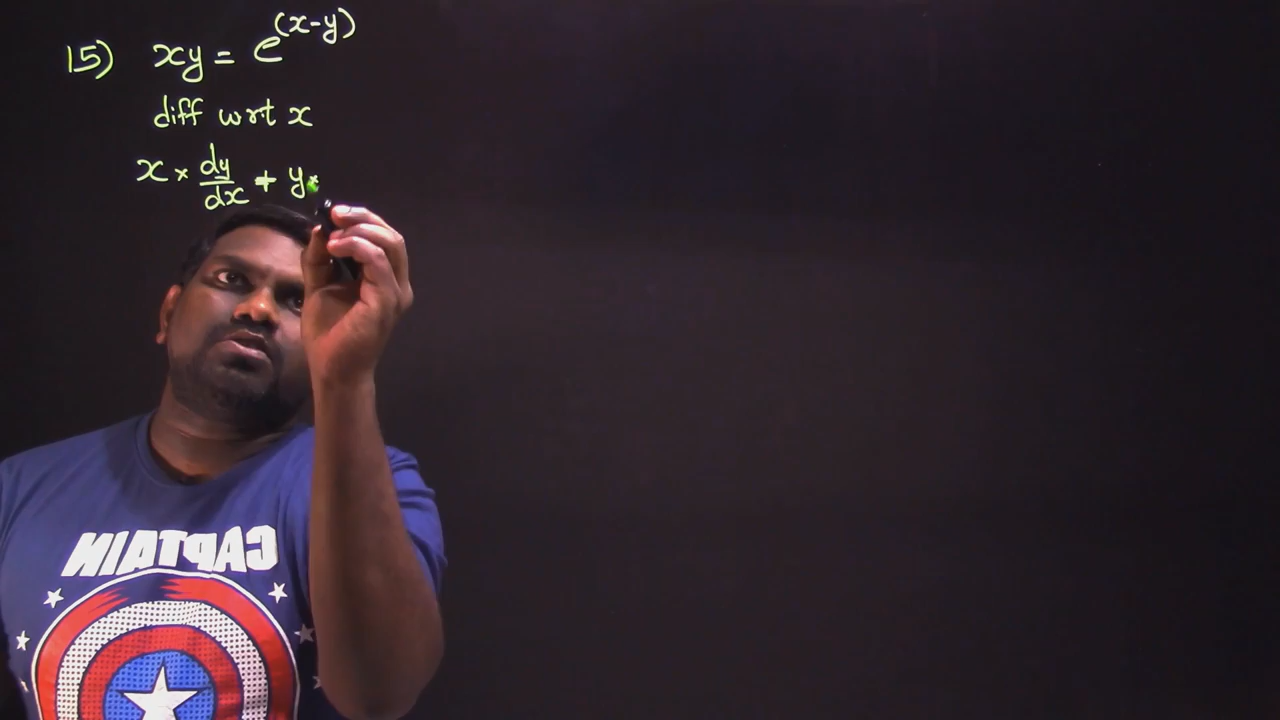 15) xy = e^(x-y)
diff wrt x
x × dy/dx + y×
CAPTAIN